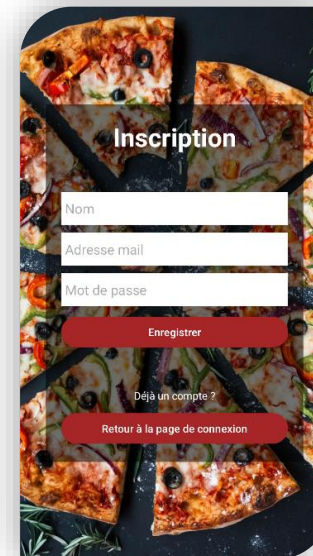 Inscription
Nom
Adresse mail
Mot de passe
Enregistrer
Déjà un compte ?
Retour à la page de connexion